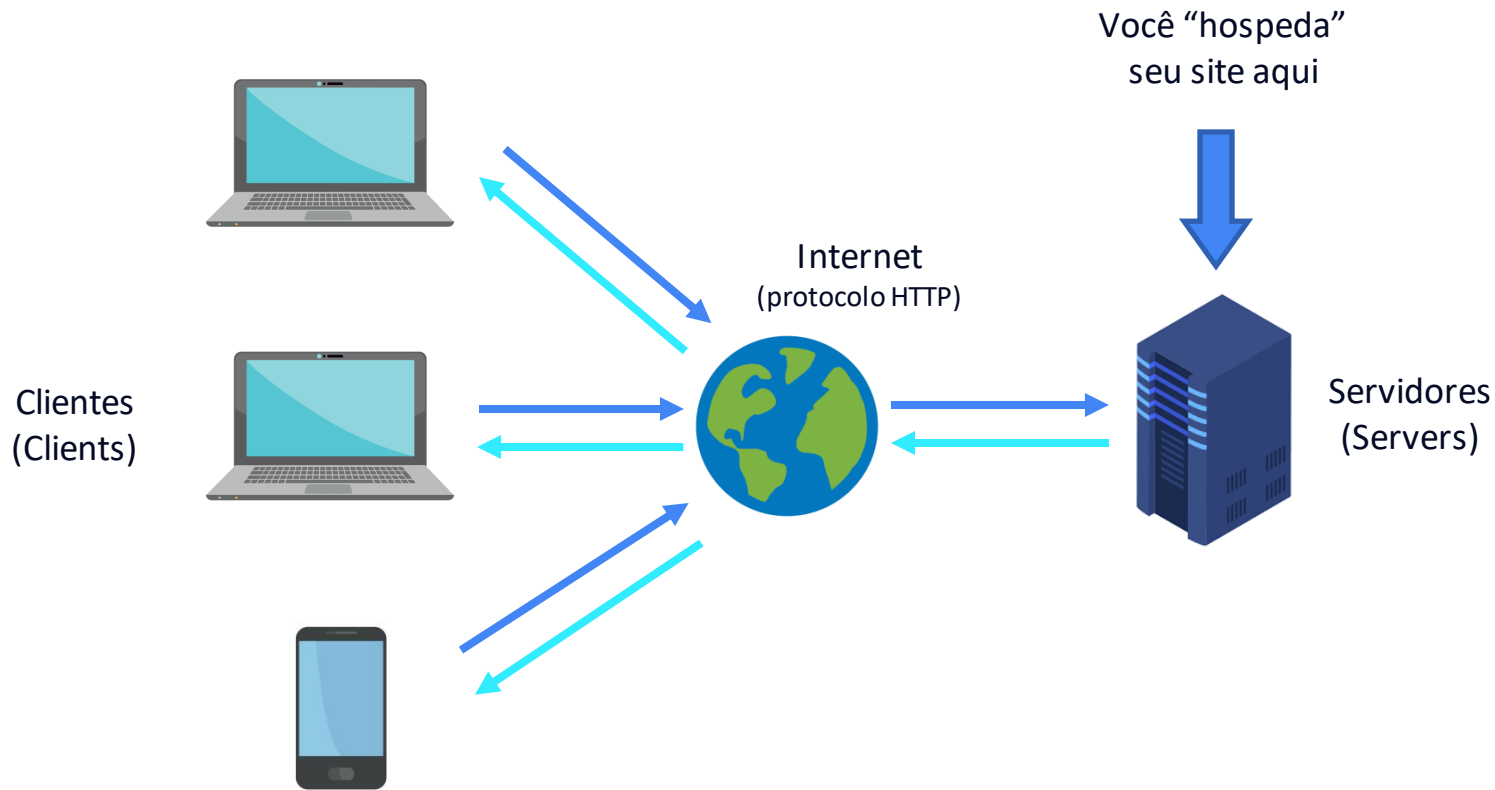 Você “hospeda”
seu site aqui
Internet
(protocolo HTTP)
Clientes
(Clients)
Servidores
(Servers)